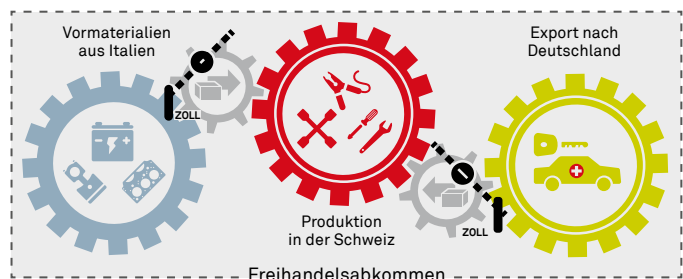 Vormaterialien
aus Italien
Export nach
Deutschland
ZOLL
Produktion
in der Schweiz
ZOLL
Freihandelsabkommen